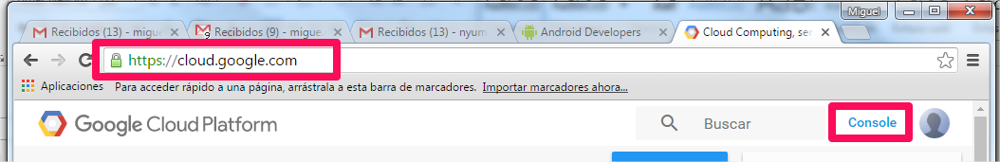 Miguel
Recibidos (13) - migue
Recibidos (9) - migue.
Recibidos (13) - nyum
Android Developers
Cloud Computing, ser
https://cloud.google.com
Aplicaciones Para acceder rápido a una página, arrástrala a esta barra de marcadores. Importar marcadores ahora...
Google Cloud Platform Buscar Console